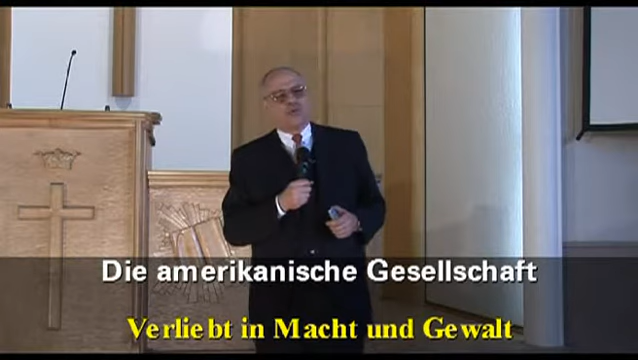 Die amerikanische Gesellschaft
Verliebt in Macht und Gewalt